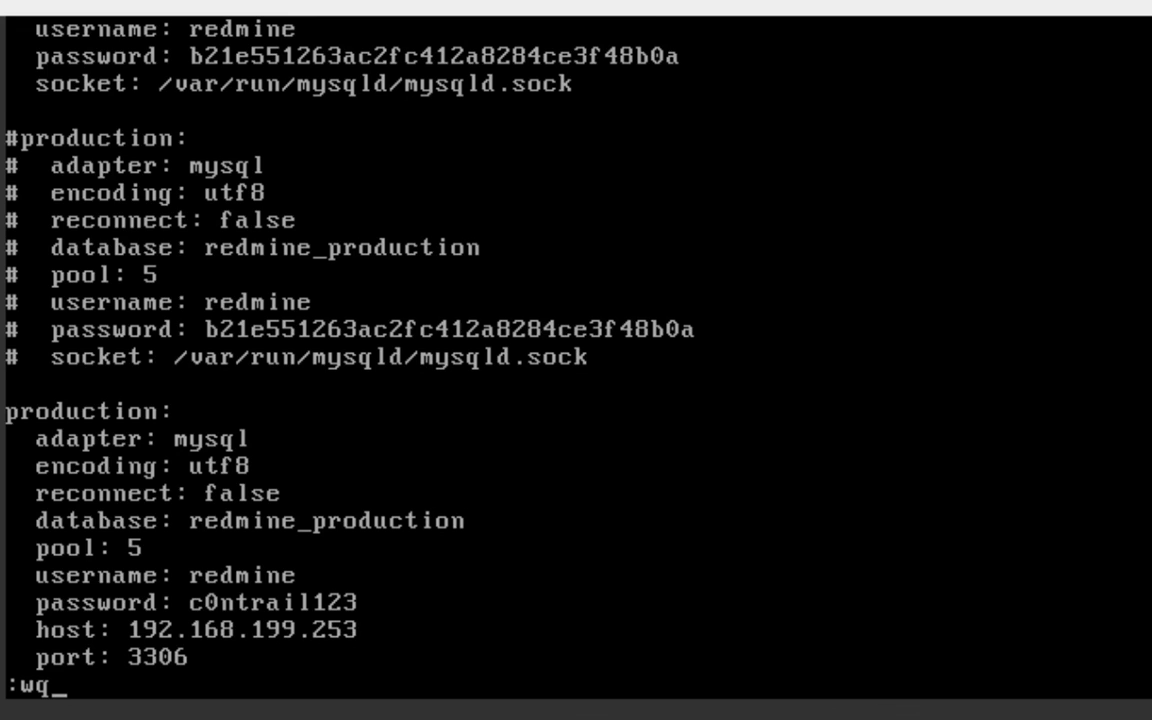 username: redmine
  password: b21e551263ac2fc412a8284ce3f48b0a
  socket: /var/run/mysqld/mysqld.sock

#production:
#  adapter: mysql
#  encoding: utf8
#  reconnect: false
#  database: redmine_production
#  pool: 5
#  username: redmine
#  password: b21e551263ac2fc412a8284ce3f48b0a
#  socket: /var/run/mysqld/mysqld.sock

production:
  adapter: mysql
  encoding: utf8
  reconnect: false
  database: redmine_production
  pool: 5
  username: redmine
  password: c0ntrail123
  host: 192.168.199.253
  port: 3306
:wq_